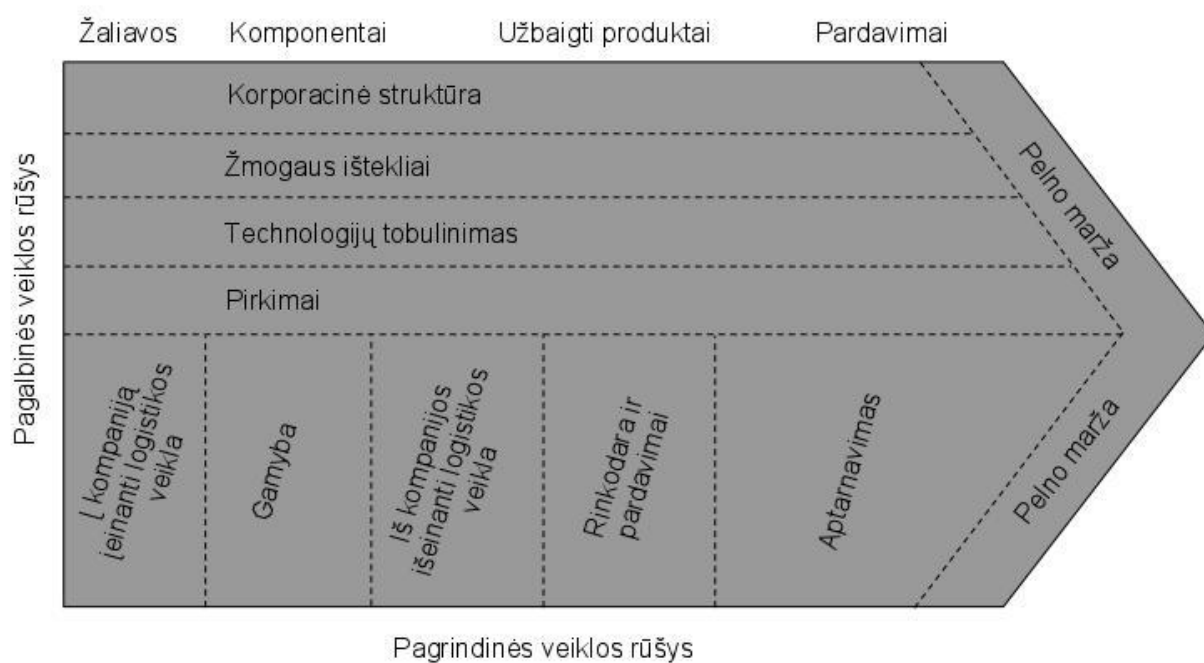 Žaliavos Komponentai Užbaigti produktai Pardavimai
Korporacinė struktūra
Žmogaus ištekliai
Technologijų tobulinimas
Pirkimai
Pelno marža
Pagalbinės veiklos rūšys
Į kompaniją
įeinanti logistikos
veikla
Gamyba
Iš kompanijos
išeinanti logistikos
veikla
Rinkodara ir
pardavimai
Aptarnavimas
Pelno marža
Pagrindinės veiklos rūšys